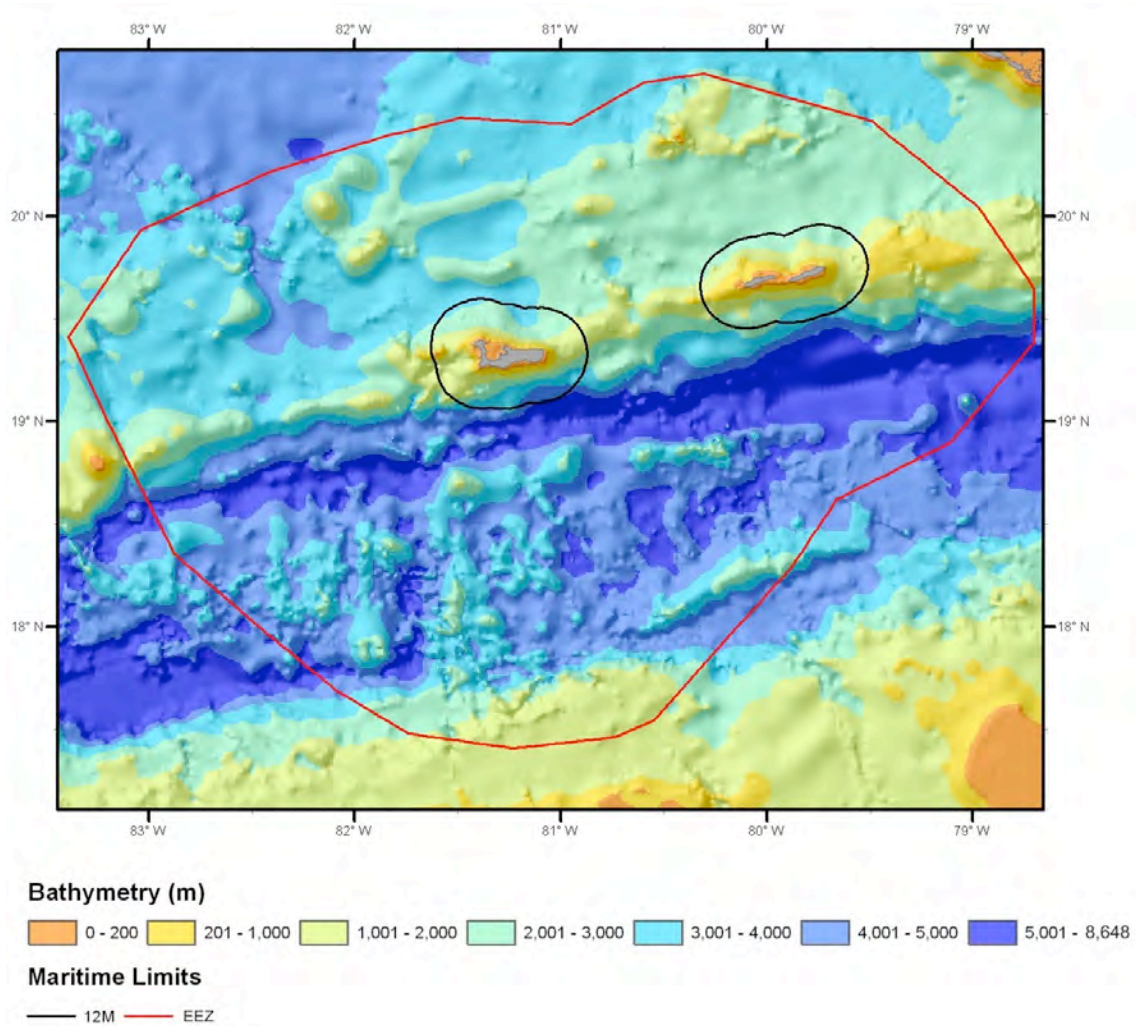 83° W 82° W 81° W 80° W 79° W
20° N 20° N
19° N 19° N
18° N 18° N
83° W 82° W 81° W 80° W 79° W
Bathymetry (m)
0 - 200 201 - 1,000 1,001 - 2,000 2,001 - 3,000 3,001 - 4,000 4,001 - 5,000 5,001 - 8,648
Maritime Limits
12M EEZ